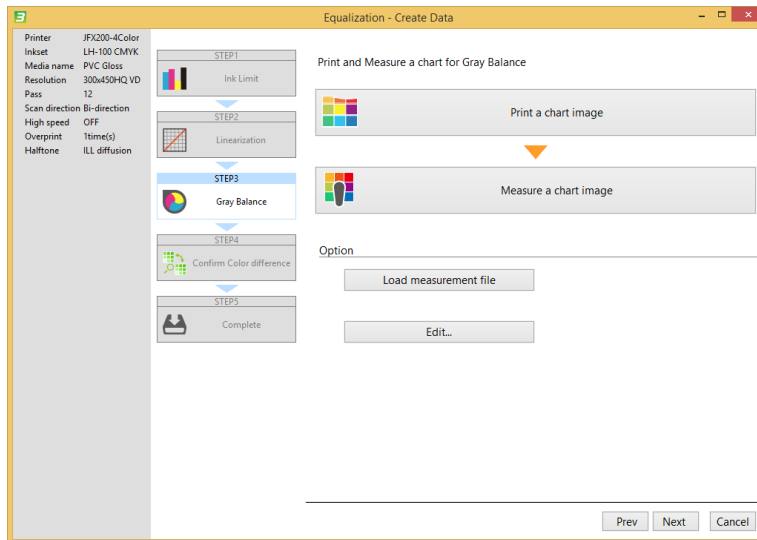 3
Equalization - Create Data
Printer JFX200-4Color
Inkset LH-100 CMYK
Media name PVC Gloss
Resolution 300x450HQ VD
Pass 12
Scan direction Bi-direction
High speed OFF
Overprint 1time(s)
Halftone ILL diffusion
STEP1
Ink Limit
STEP2
Linearization
STEP3
Gray Balance
STEP4
Confirm Color difference
STEP5
Complete
Print and Measure a chart for Gray Balance
Print a chart image
Measure a chart image
Option
Load measurement file
Edit...
Prev Next Cancel